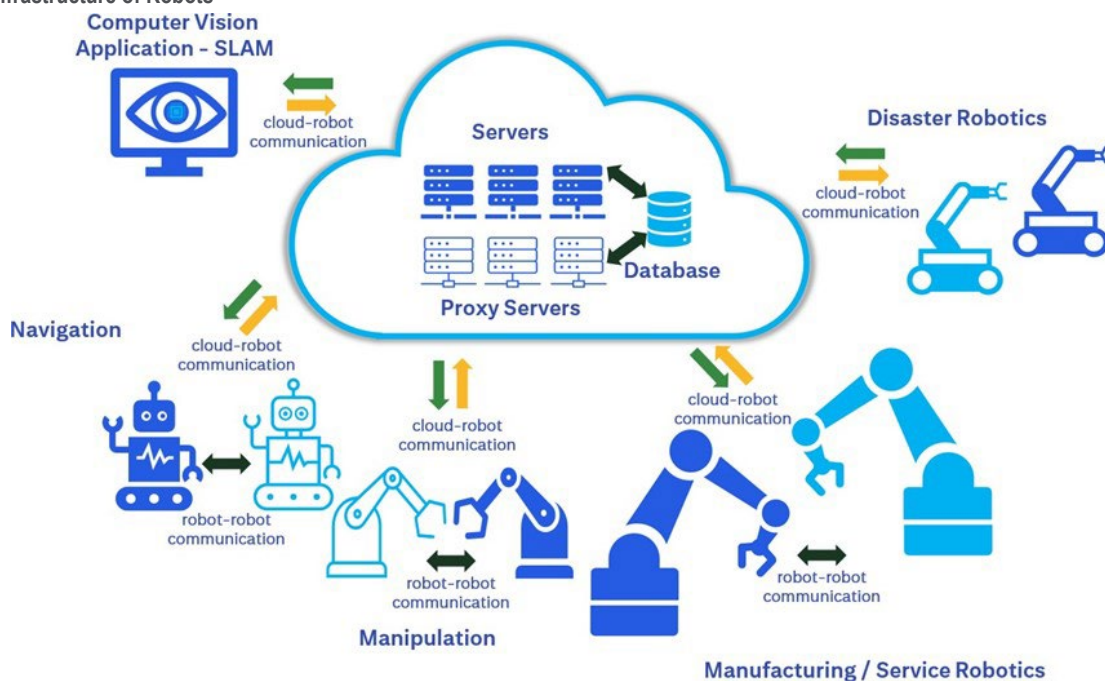 of Robots
Computer Vision
Application - SLAM
cloud-robot
communication
Servers
Database
Proxy Servers
Disaster Robotics
cloud-robot
communication
Navigation
cloud-robot
communication
cloud-robot
communication
cloud-robot
communication
robot-robot
communication
robot-robot
communication
robot-robot
communication
Manipulation
Manufacturing / Service Robotics